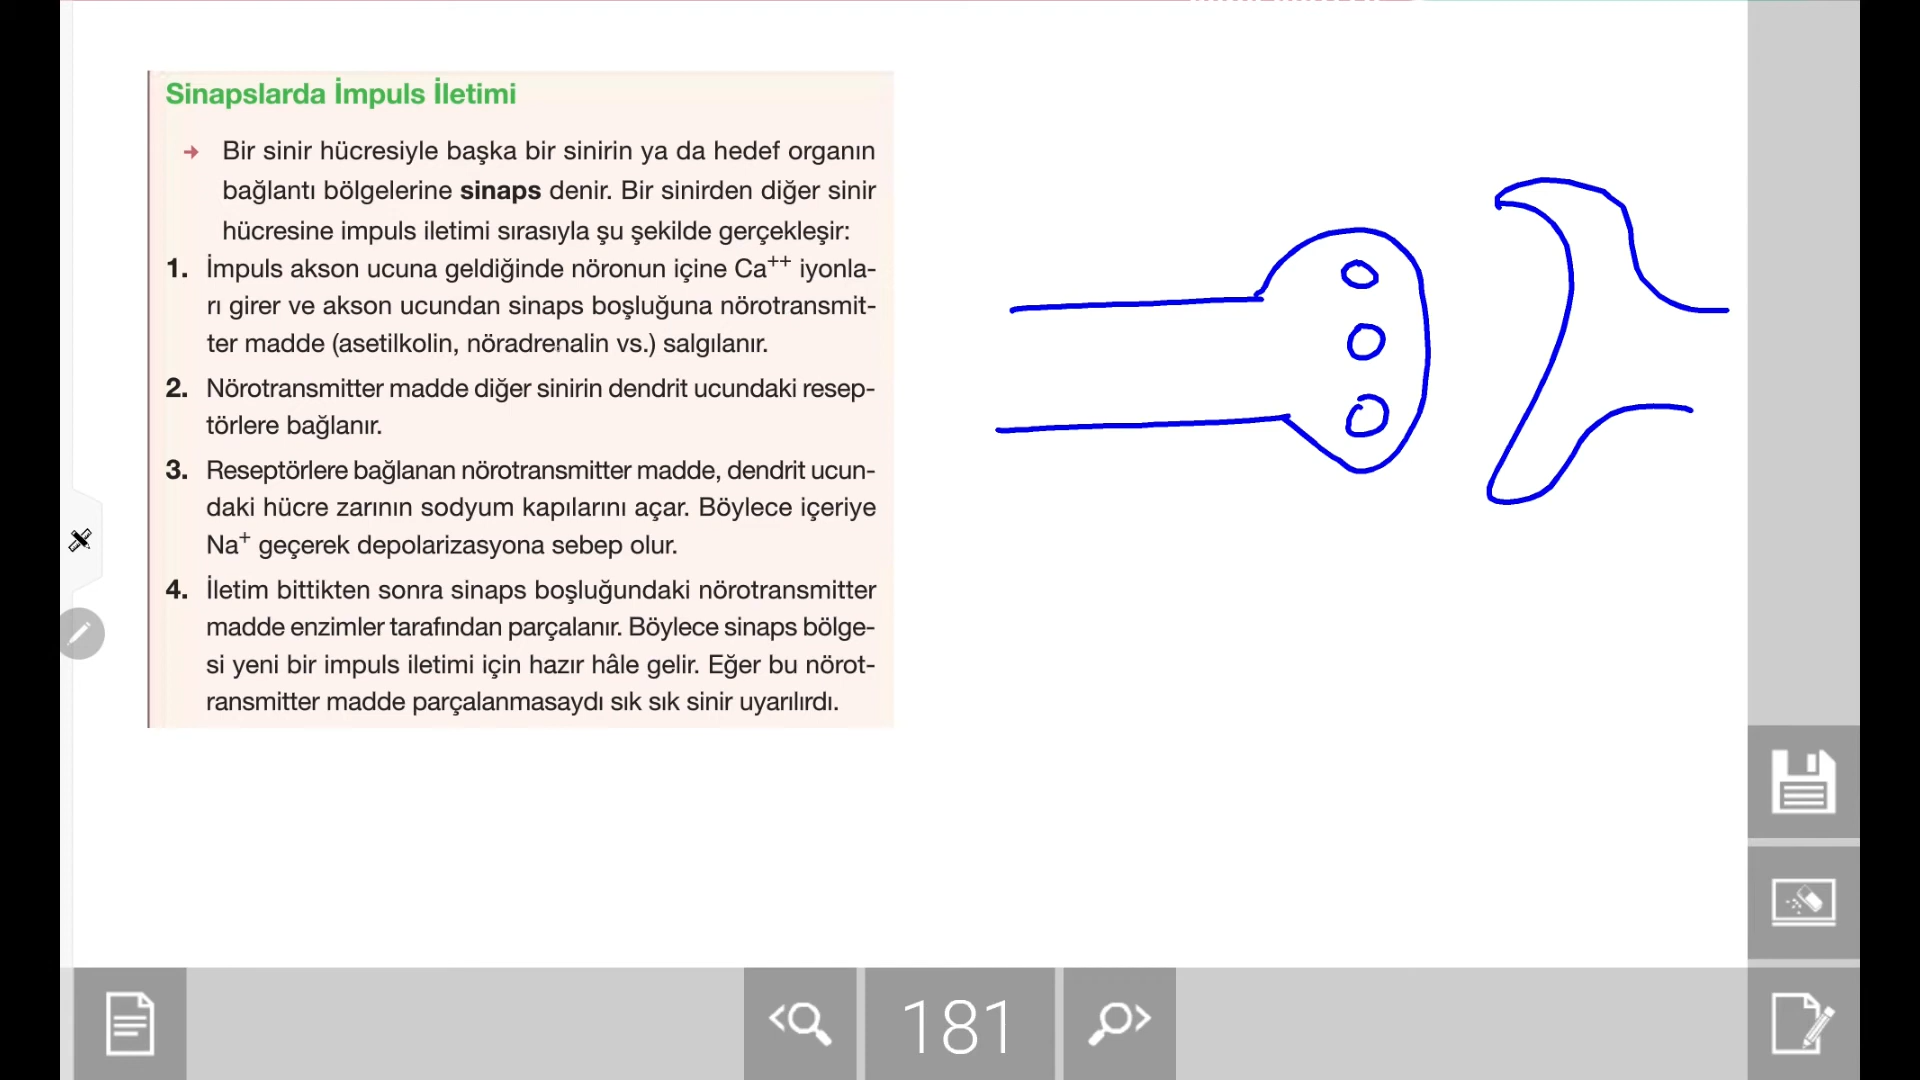 Sinapslarda İmpuls İletimi
→ Bir sinir hücresiyle başka bir sinirin ya da hedef organın
bağlantı bölgelerine sinaps denir. Bir sinirden diğer sinir
hücresine impuls iletimi sırasıyla şu şekilde gerçekleşir:
1. İmpuls akson ucuna geldiğinde nöronun içine Ca⁺⁺ iyonla-
rı girer ve akson ucundan sinaps boşluğuna nörotransmit-
ter madde (asetilkolin, nöradrenalin vs.) salgılanır.
2. Nörotransmitter madde diğer sinirin dendrit ucundaki resep-
törlere bağlanır.
3. Reseptörlere bağlanan nörotransmitter madde, dendrit ucun-
daki hücre zarının sodyum kapılarını açar. Böylece içeriye
Na⁺ geçerek depolarizasyona sebep olur.
4. İletim bittikten sonra sinaps boşluğundaki nörotransmitter
madde enzimler tarafından parçalanır. Böylece sinaps bölge-
si yeni bir impuls iletimi için hazır hâle gelir. Eğer bu nörot-
ransmitter madde parçalanmasaydı sık sık sinir uyarılırdı.
181